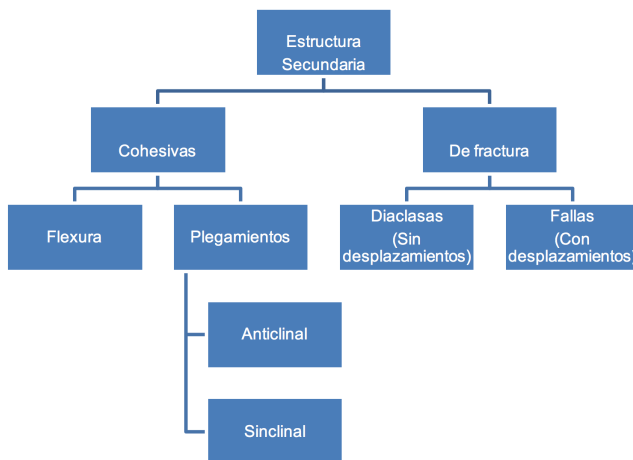 Estructura
Secundaria
Cohesivas
De fractura
Flexura
Plegamientos
Diaclasas
(Sin
desplazamientos)
Fallas
(Con
desplazamientos)
Anticlinal
Sinclinal